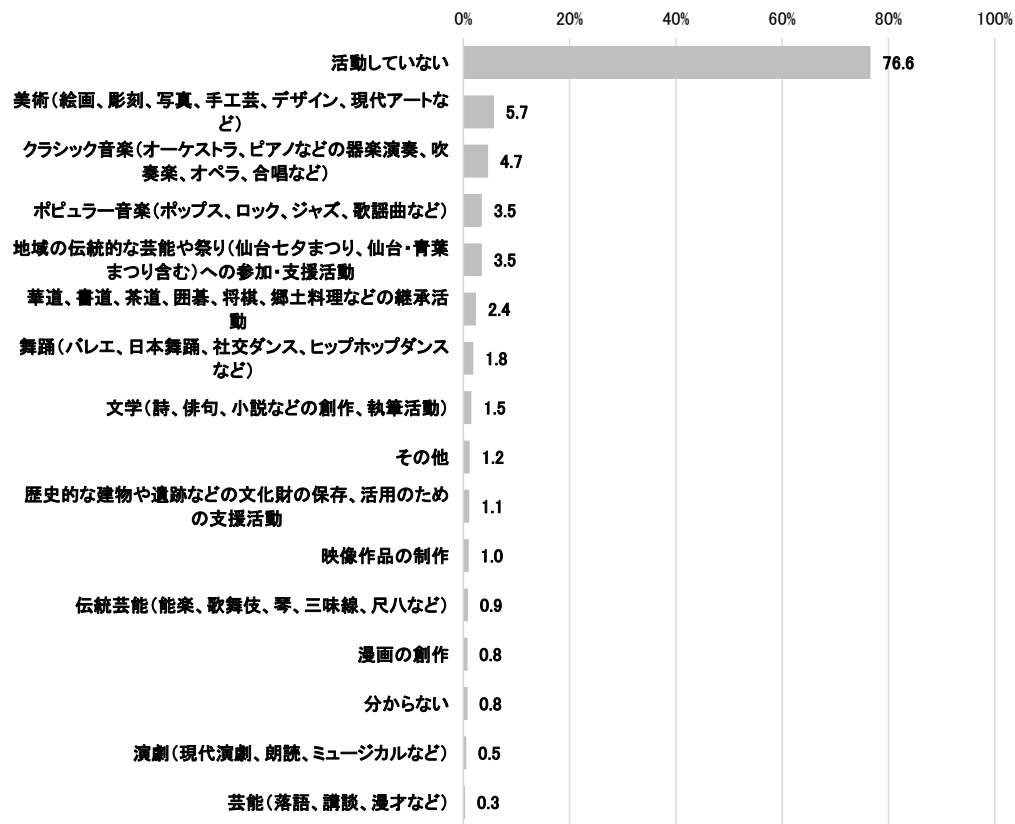 0% 20% 40% 60% 80% 100%
活動していない 76.6
美術（絵画、彫刻、写真、手工芸、デザイン、現代アートな
ど） 5.7
クラシック音楽（オーケストラ、ピアノなどの器楽演奏、吹
奏楽、オペラ、合唱など） 4.7
ポピュラー音楽（ポップス、ロック、ジャズ、歌謡曲など） 3.5
地域の伝統的な芸能や祭り（仙台七夕まつり、仙台・青葉
まつり含む）への参加・支援活動 3.5
華道、書道、茶道、囲碁、将棋、郷土料理などの継承活
動 2.4
舞踊（バレエ、日本舞踊、社交ダンス、ヒップホップダンス
など） 1.8
文学（詩、俳句、小説などの創作、執筆活動） 1.5
その他 1.2
歴史的な建物や遺跡などの文化財の保存、活用のため
の支援活動 1.1
映像作品の制作 1.0
伝統芸能（能楽、歌舞伎、琴、三味線、尺八など） 0.9
漫画の創作 0.8
分からない 0.8
演劇（現代演劇、朗読、ミュージカルなど） 0.5
芸能（落語、講談、漫才など） 0.3